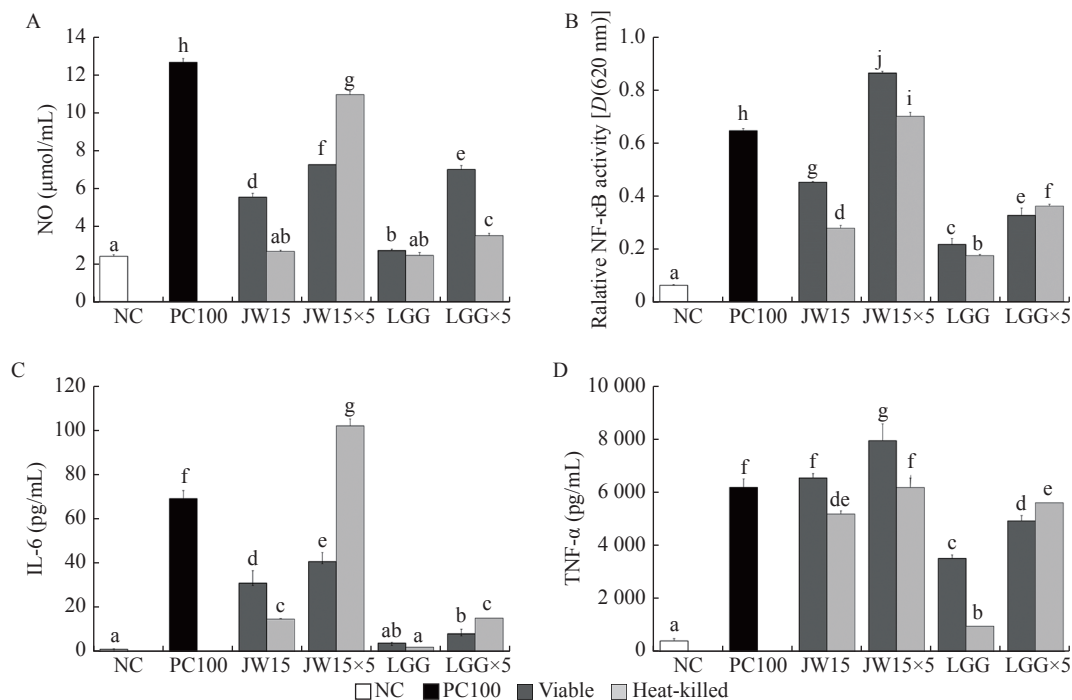 A
NO (μmol/mL)
14
12
10
8
6
4
2
0
a
h
d
ab
f
g
b
ab
e
c
NC PC100 JW15 JW15×5 LGG LGG×5
B
Ralative NF-κB activity [D(620 nm)]
1.0
0.8
0.6
0.4
0.2
0
a
h
g
d
j
i
c
b
e
f
NC PC100 JW15 JW15×5 LGG LGG×5
C
IL-6 (pg/mL)
120
100
80
60
40
20
0
a
f
d
c
e
g
ab
a
b
c
NC PC100 JW15 JW15×5 LGG LGG×5
D
TNF-α (pg/mL)
10 000
8 000
6 000
4 000
2 000
0
a
f
f
de
g
f
c
b
d
e
NC PC100 JW15 JW15×5 LGG LGG×5
NC PC100 Viable Heat-killed